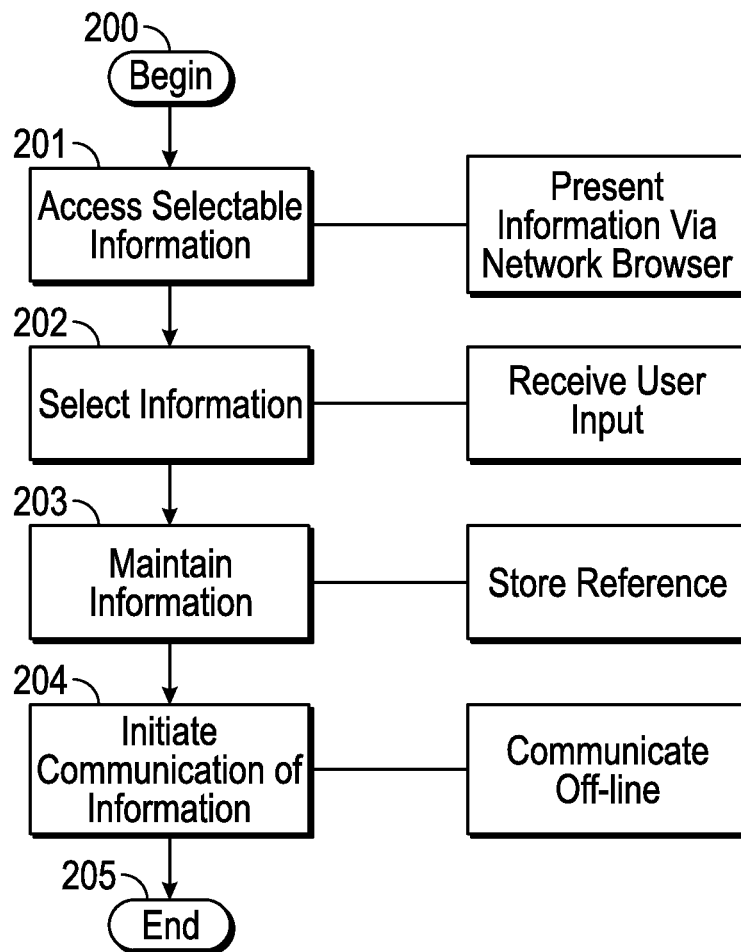 200
Begin
201
Access Selectable
Information
Present
Information Via
Network Browser
202
Select Information
Receive User
Input
203
Maintain
Information
Store Reference
204
Initiate
Communication of
Information
Communicate
Off-line
205
End